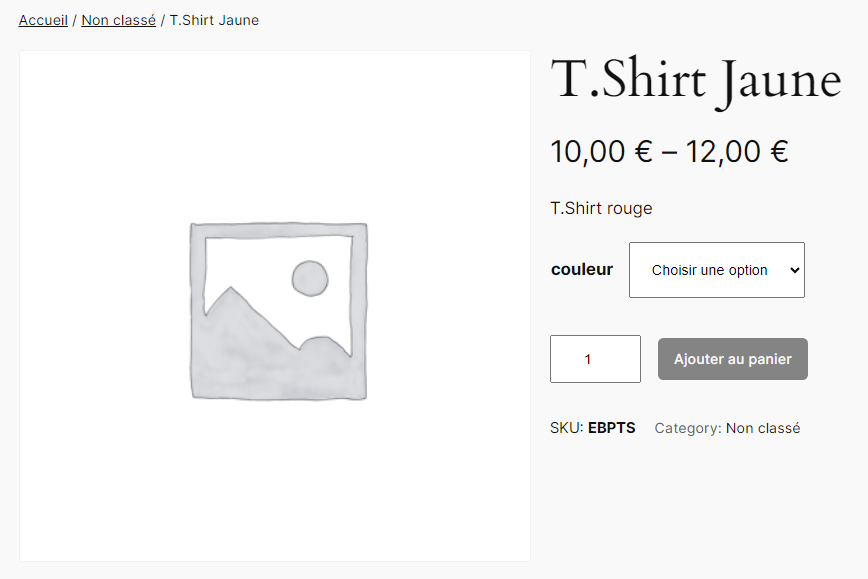 Accueil / Non classé / T.Shirt Jaune
T.Shirt Jaune
10,00 € – 12,00 €
T.Shirt rouge
couleur Choisir une option
1 Ajouter au panier
SKU: EBPTS Category: Non classé